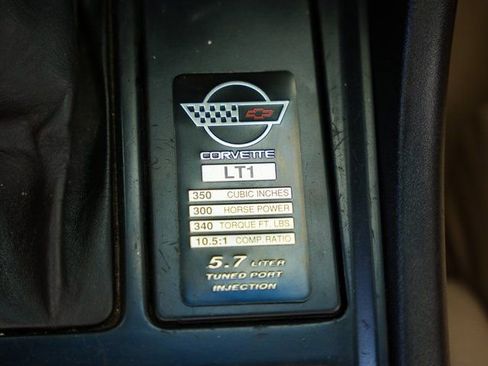 CORVETTE
LT1
350 CUBIC INCHES
300 HORSE POWER
340 TORQUE FT. LBS
10.5:1 COMP. RATIO
5.7 LITER
TUNED PORT
INJECTION